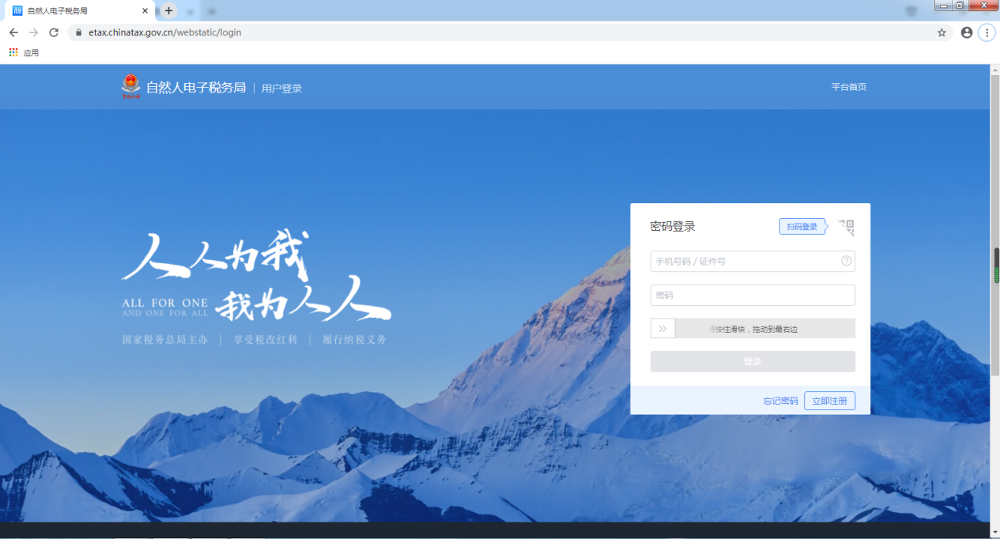 自然人电子税务局
etax.chinatax.gov.cn/webstatic/login
应用
自然人电子税务局 | 用户登录
平台首页
人人为我
我为人人
ALL FOR ONE
AND ONE FOR ALL
国家税务总局主办 | 享受税改红利 | 履行纳税义务
密码登录
扫码登录
手机号码 / 证件号
密码
请按住滑块，拖动到最右边
登录
忘记密码 立即注册